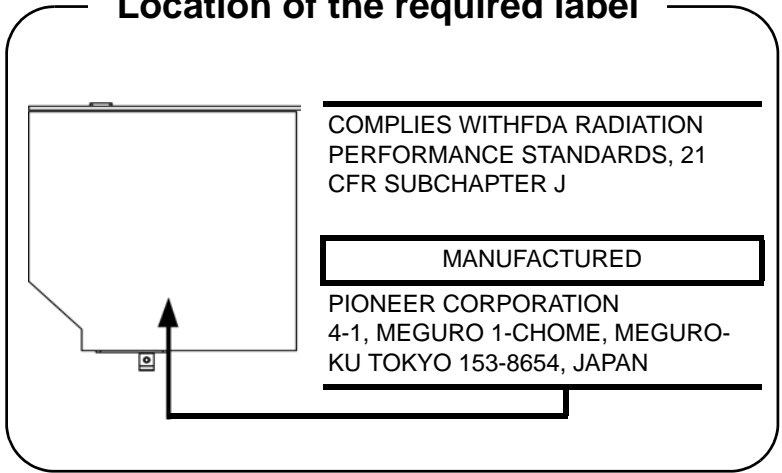 Location of the required label
COMPLIES WITHFDA RADIATION
PERFORMANCE STANDARDS, 21
CFR SUBCHAPTER J
MANUFACTURED
PIONEER CORPORATION
4-1, MEGURO 1-CHOME, MEGURO-
KU TOKYO 153-8654, JAPAN